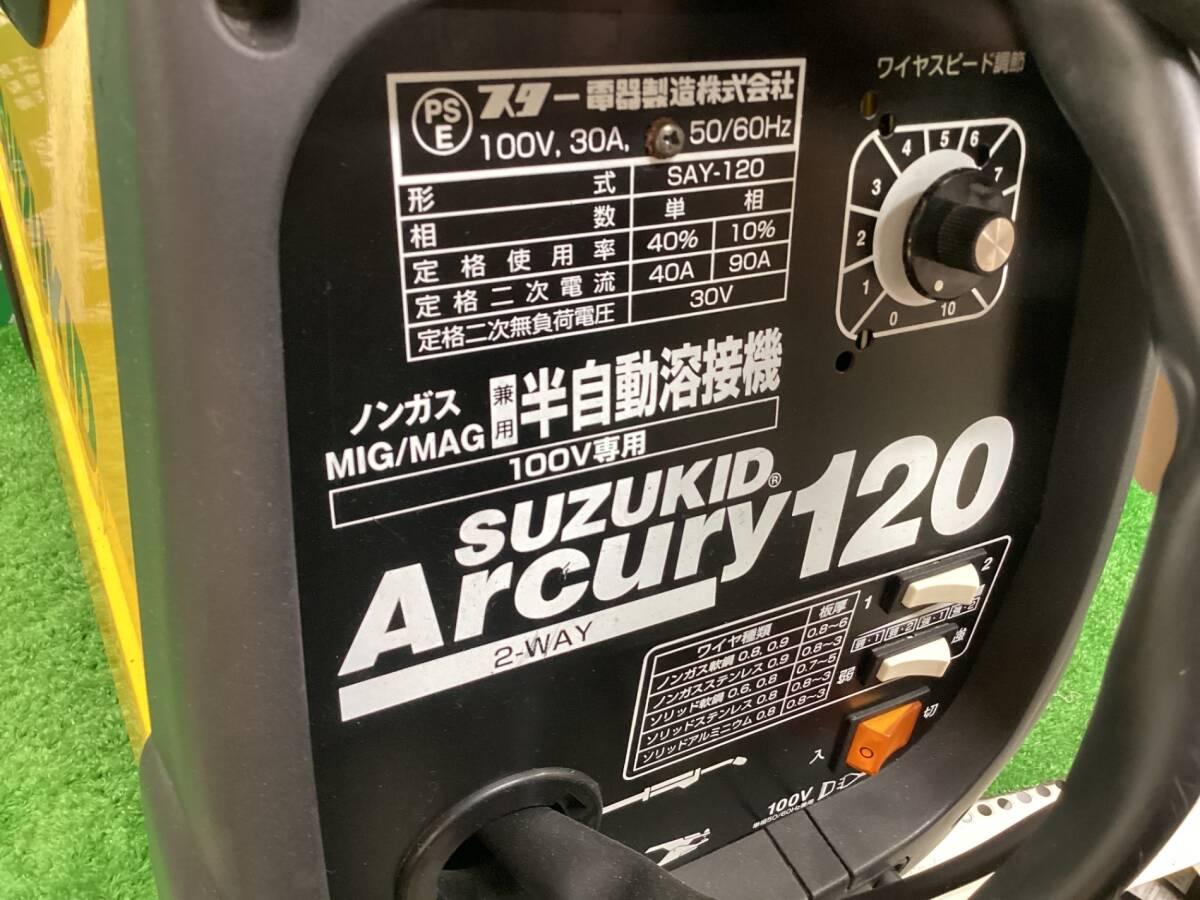 ワイヤスピード調節
PS E スター電器製造株式会社
100V, 30A, 50/60Hz
形式 SAY-120
相数 単相
定格使用率 40% 10%
定格二次電流 40A 90A
定格二次無負荷電圧 30V
0 1 2 3 4 5 6 7 10
ノンガス
MIG/MAG 兼用 半自動溶接機
100V専用
SUZUKID®
Arcury120
2-WAY
ワイヤ種類 板厚
ノンガス軟鋼 0.8, 0.9 0.8~6
ノンガスステンレス 0.9 0.8~3
ソリッド軟鋼 0.6, 0.8 0.7~5
ソリッドステンレス 0.8 0.8~3
ソリッドアルミニウム 0.8 0.8~3
1 2
弱・1 弱・2 強・1 強・2
弱 強
入 切
100V